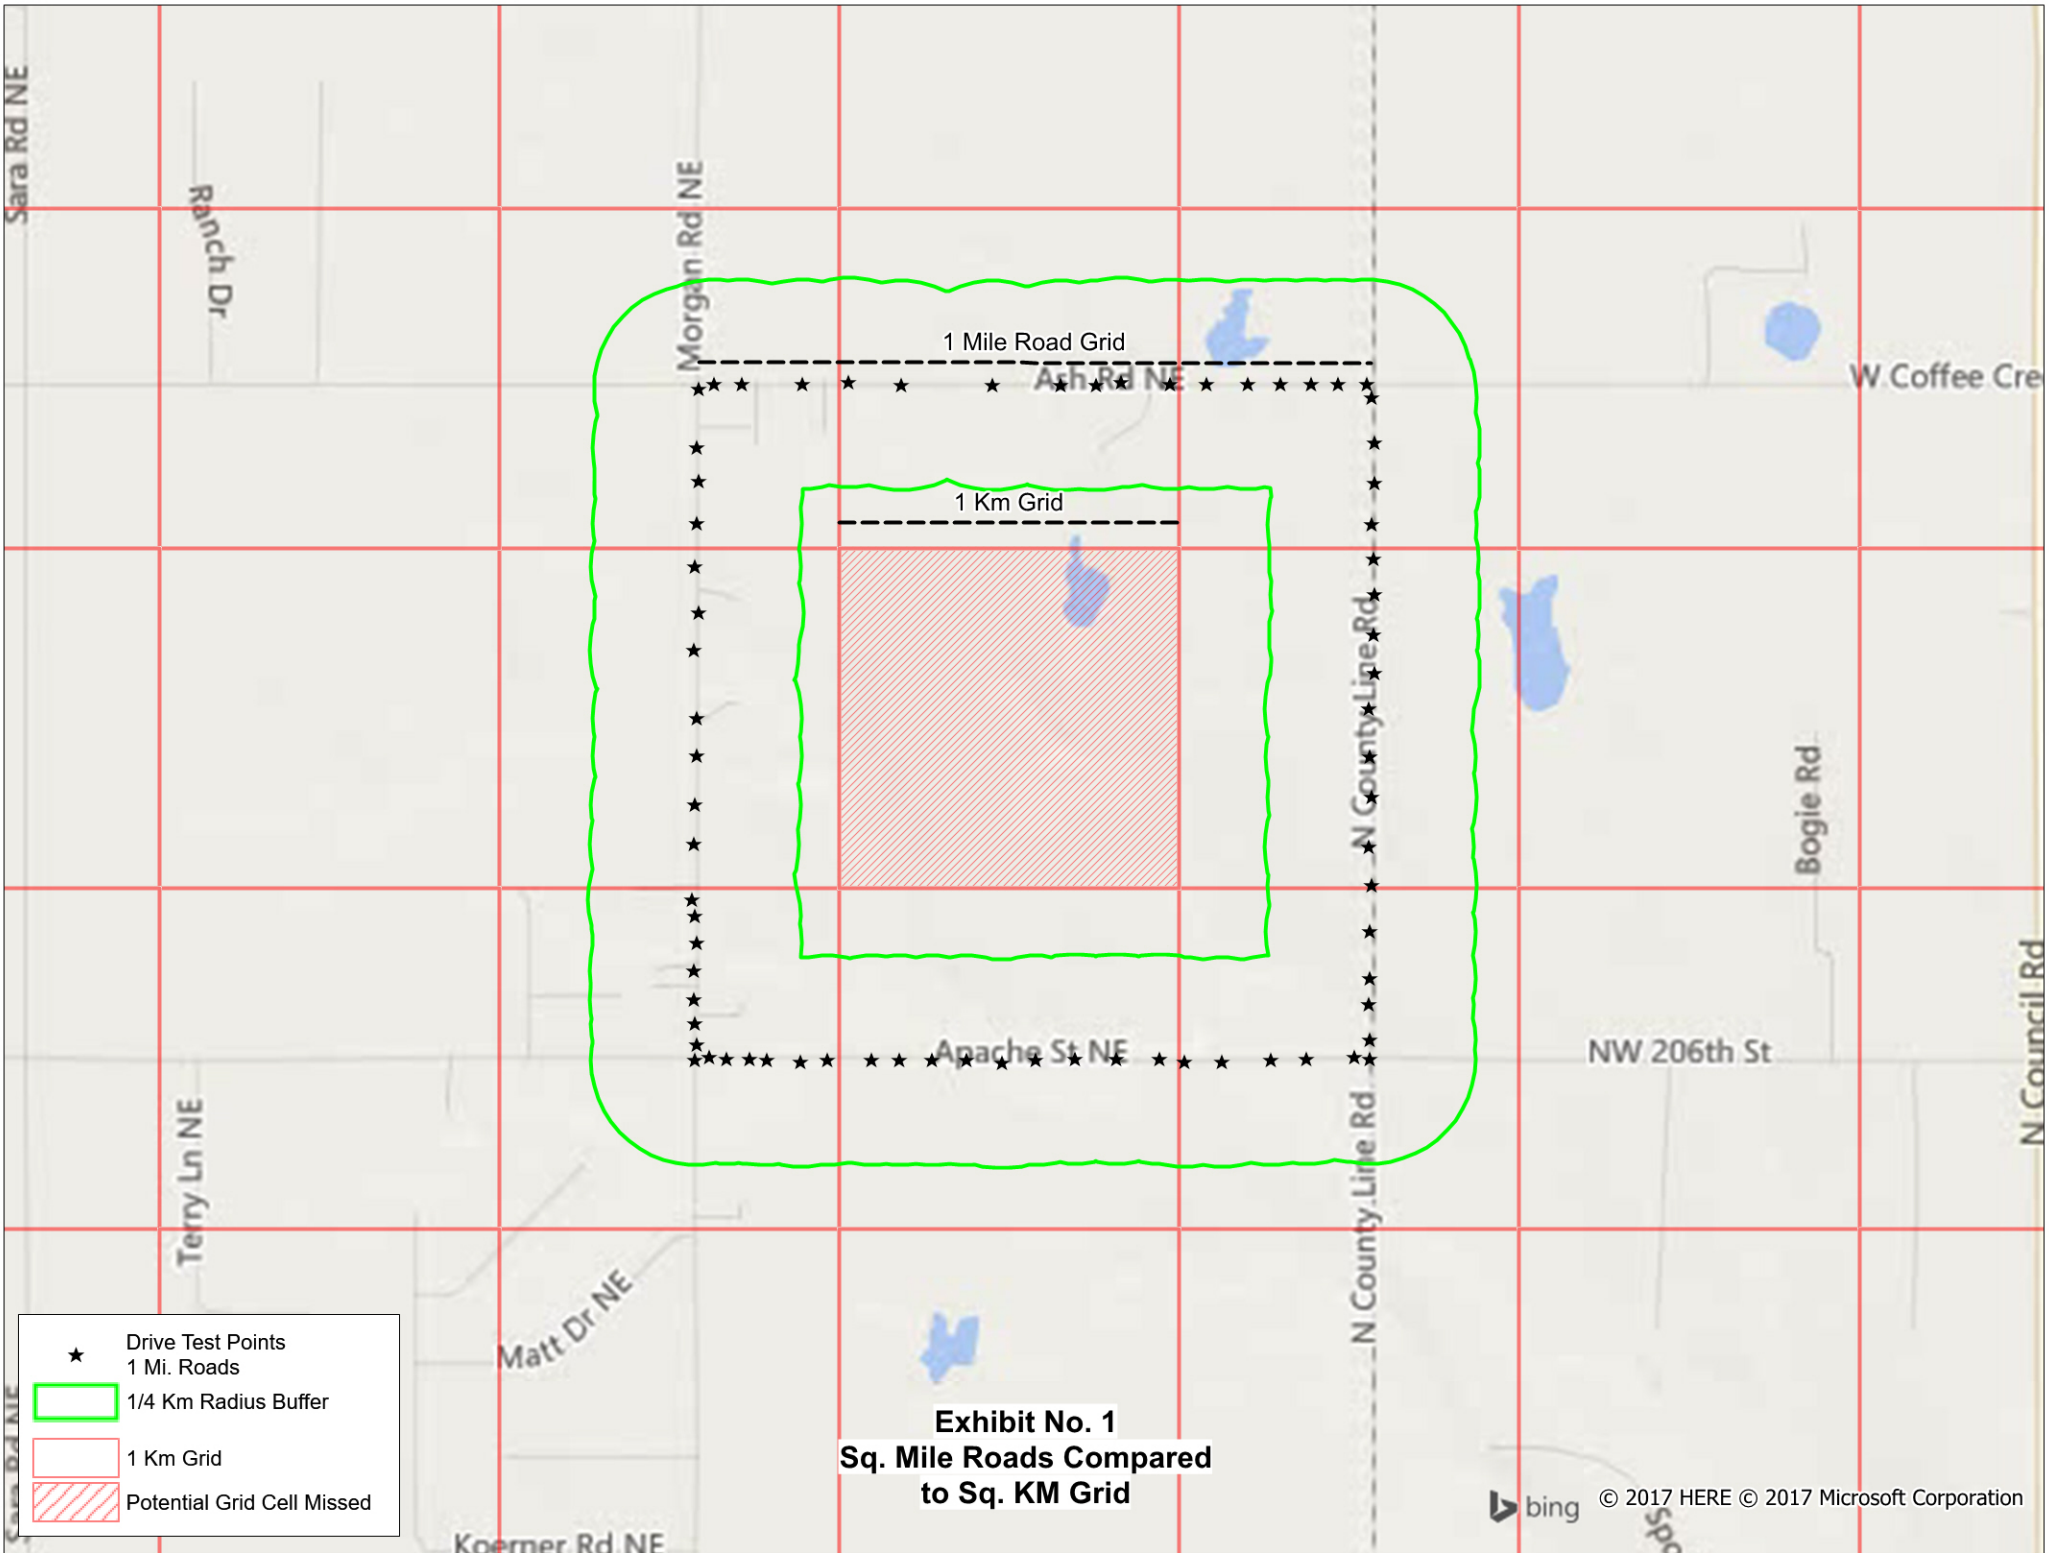 Sara Rd NE
Ranch Dr
Morgan Rd NE
1 Mile Road Grid
Ash Rd NE
W Coffee Cre
1 Km Grid
N County Line Rd
Bogie Rd
N Council Rd
Apache St NE
NW 206th St
Terry Ln NE
N County Line Rd
Matt Dr NE
Drive Test Points
1 Mi. Roads
1/4 Km Radius Buffer
1 Km Grid
Potential Grid Cell Missed
Sara Rd NE
Exhibit No. 1
Sq. Mile Roads Compared
to Sq. KM Grid
Koerner Rd NE
bing
© 2017 HERE © 2017 Microsoft Corporation
Spo